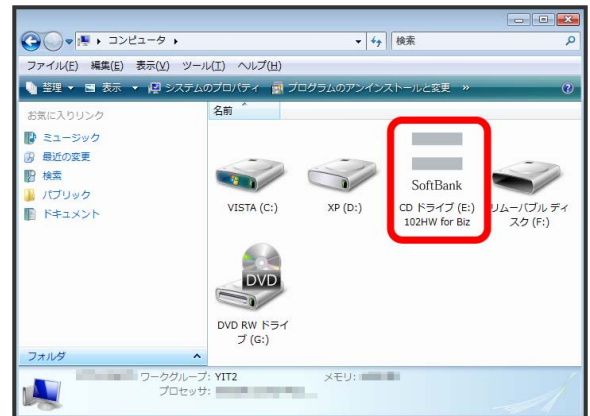 コンピュータ
検索
ファイル(F) 編集(E) 表示(V) ツール(T) ヘルプ(H)
整理 表示 システムのプロパティ プログラムのアンインストールと変更 »
お気に入りリンク
名前
ミュージック
最近の変更
検索
パブリック
ドキュメント
VISTA (C:)
XP (D:)
SoftBank
CD ドライブ (E:)
102HW for Biz
リムーバブル ディ
スク (F:)
DVD
DVD RW ドライ
ブ (G:)
フォルダ
ワークグループ: YIT2
メモリ:
プロセッサ: